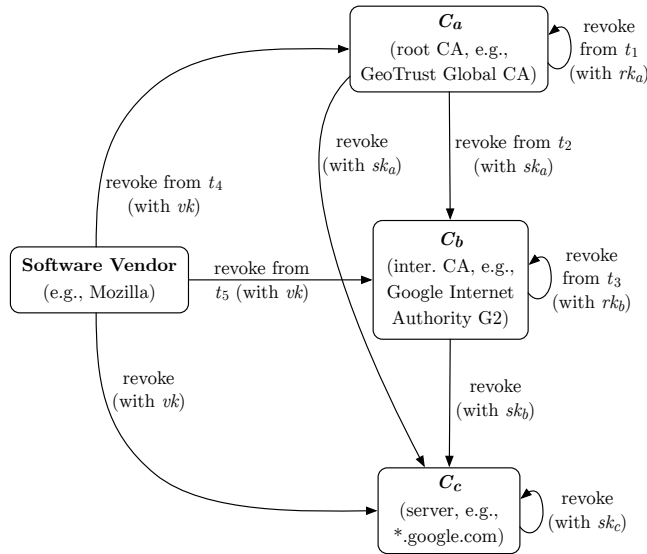 C_a
(root CA, e.g.,
GeoTrust Global CA)
revoke
from t_1
(with rk_a)
revoke
(with sk_a)
revoke from t_2
(with sk_a)
revoke from t_4
(with vk)
Software Vendor
(e.g., Mozilla)
revoke from
t_5 (with vk)
C_b
(inter. CA, e.g.,
Google Internet
Authority G2)
revoke
from t_3
(with rk_b)
revoke
(with vk)
revoke
(with sk_b)
C_c
(server, e.g.,
*.google.com)
revoke
(with sk_c)